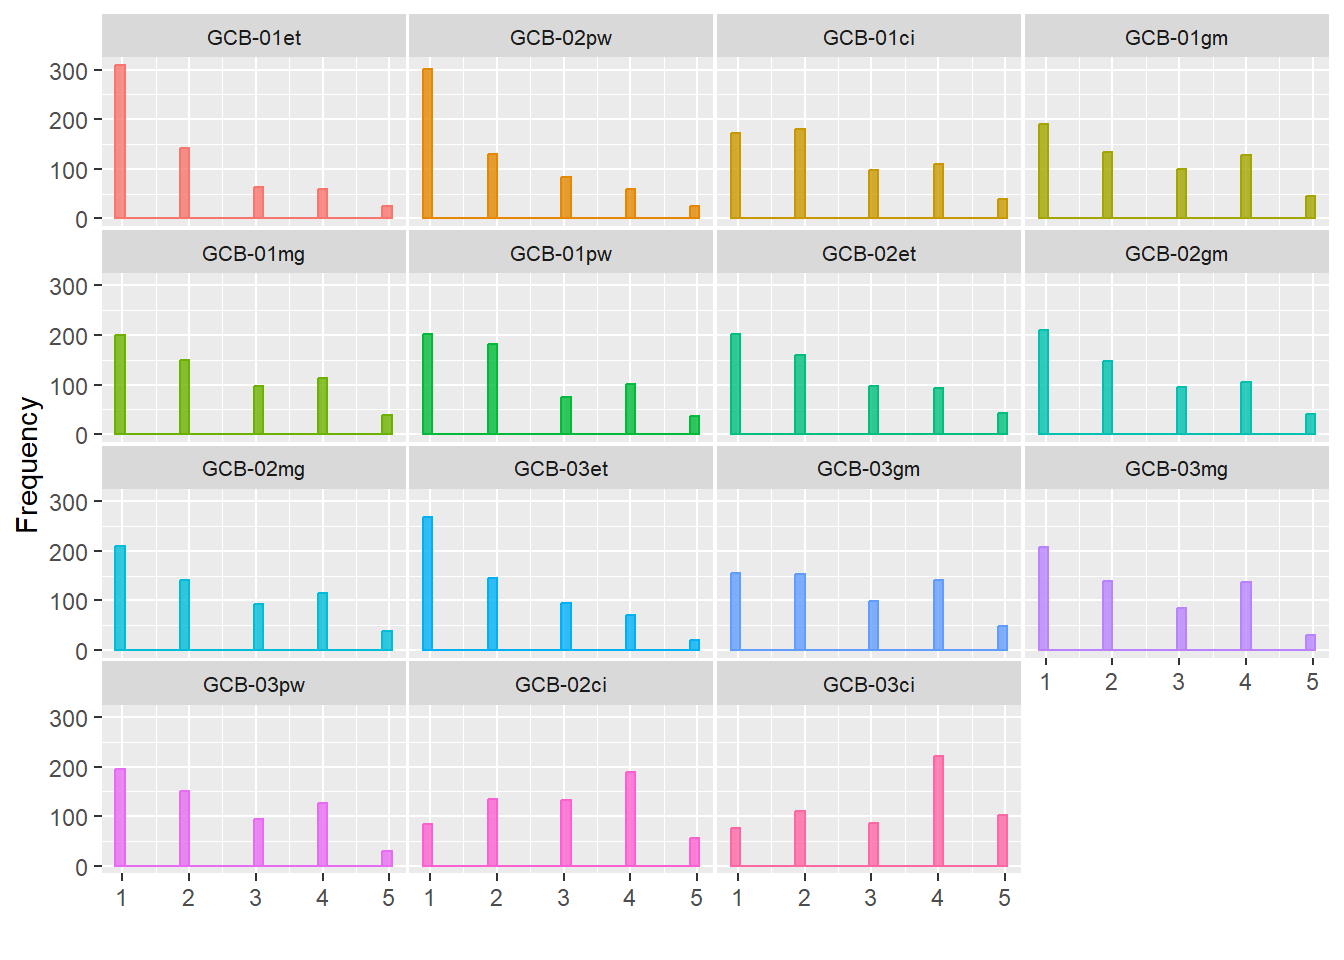 GCB-01et GCB-02pw GCB-01ci GCB-01gm
300
200
100
0
GCB-01mg GCB-01pw GCB-02et GCB-02gm
300
200
100
0
Frequency
GCB-02mg GCB-03et GCB-03gm GCB-03mg
300
200
100
0
1 2 3 4 5
GCB-03pw GCB-02ci GCB-03ci
300
200
100
0
1 2 3 4 5 1 2 3 4 5 1 2 3 4 5